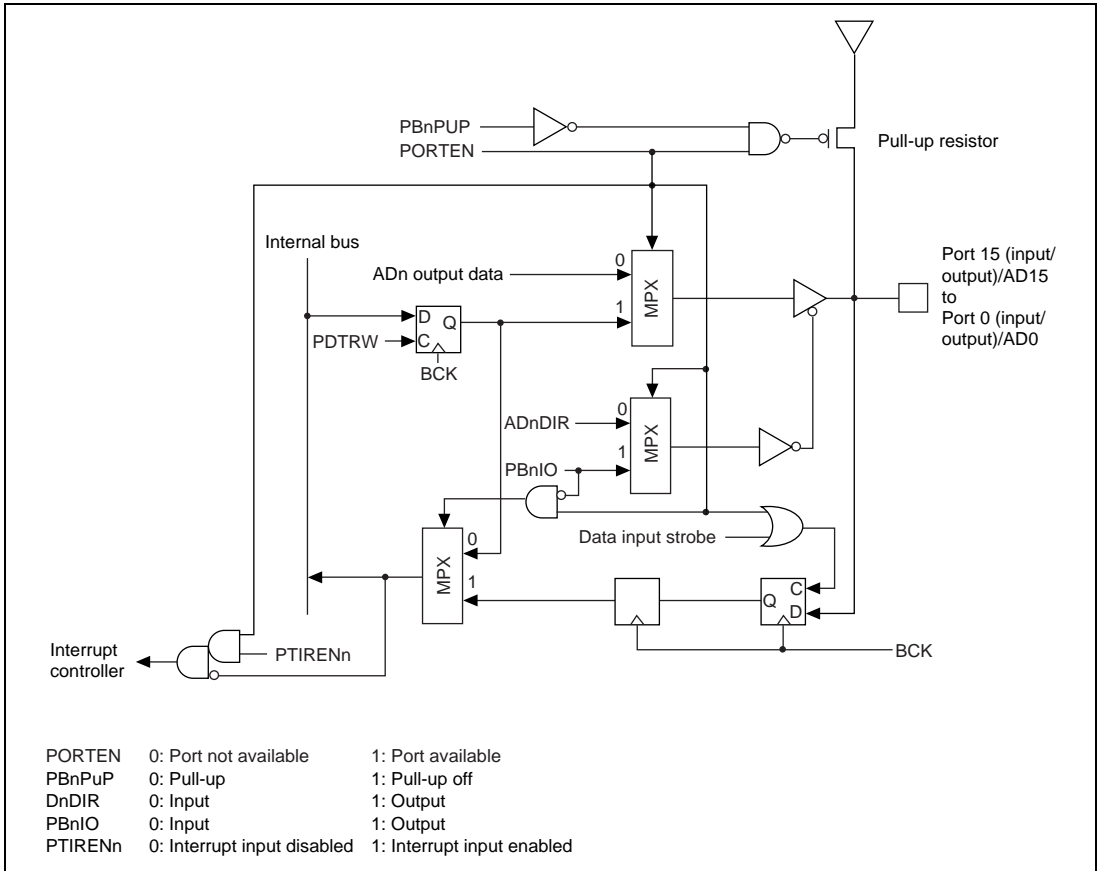 PBnPUP
PORTEN
Pull-up resistor
Internal bus
ADn output data
0
1
MPX
Port 15 (input/
output)/AD15
to
Port 0 (input/
output)/AD0
D
Q
PDTRW
C
BCK
ADnDIR
0
1
MPX
PBnIO
Data input strobe
MPX
0
1
C
Q
D
Interrupt
controller
PTIRENn
BCK
PORTEN 0: Port not available 1: Port available
PBnPuP 0: Pull-up 1: Pull-up off
DnDIR 0: Input 1: Output
PBnIO 0: Input 1: Output
PTIRENn 0: Interrupt input disabled 1: Interrupt input enabled